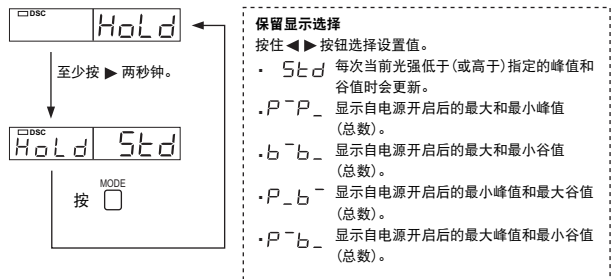 DSC
HoLd
至少按 ▶ 两秒钟。
DSC
HoLd Std
按 MODE
保留显示选择
按住◀ ▶按钮选择设置值。
· Std 每次当前光强低于(或高于)指定的峰值和
谷值时会更新。
·P¯P_ 显示自电源开启后的最大和最小峰值
(总数)。
·b¯b_ 显示自电源开启后的最大和最小谷值
(总数)。
·P_b¯ 显示自电源开启后的最小峰值和最大谷值
(总数)。
·P¯b_ 显示自电源开启后的最大峰值和最小谷值
(总数)。